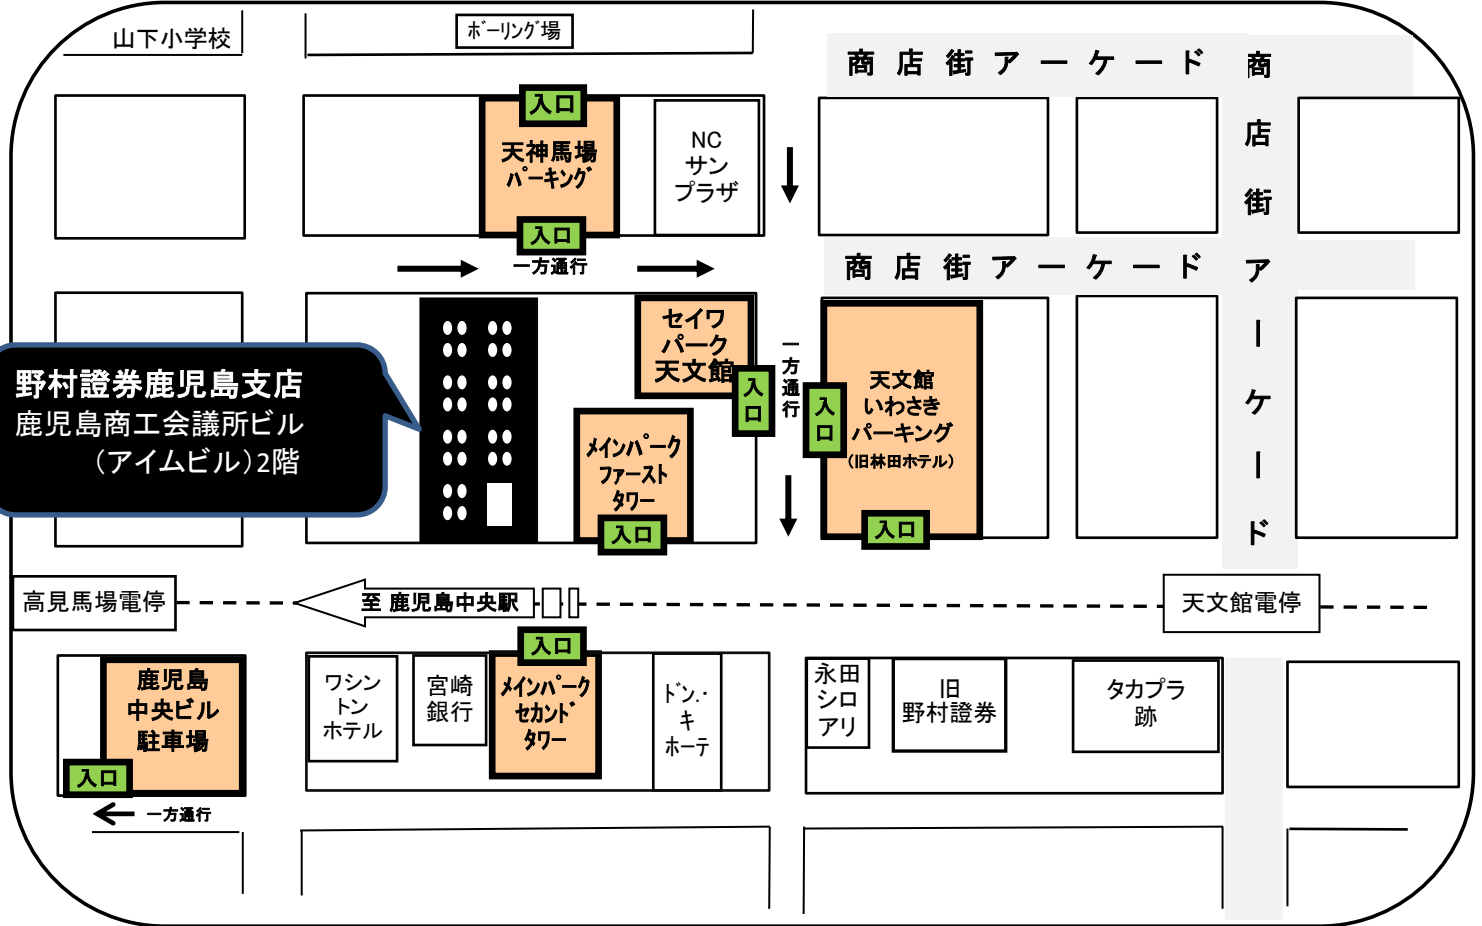 山下小学校
ボーリング場
商店街アーケード
商店街アーケード
入口
天神馬場
パーキング
入口
一方通行
NC
サン
プラザ
商店街アーケード
野村證券鹿児島支店
鹿児島商工会議所ビル
（アイムビル）2階
セイワ
パーク
天文館
入口
一方通行
入口
天文館
いわさき
パーキング
（旧林田ホテル）
入口
メインパーク
ファースト
タワー
入口
高見馬場電停
至 鹿児島中央駅
天文館電停
鹿児島
中央ビル
駐車場
入口
一方通行
ワシン
トン
ホテル
宮崎
銀行
入口
メインパーク
セカンド
タワー
ドン.・
キ
ホーテ
永田
シロ
アリ
旧
野村證券
タカプラ
跡